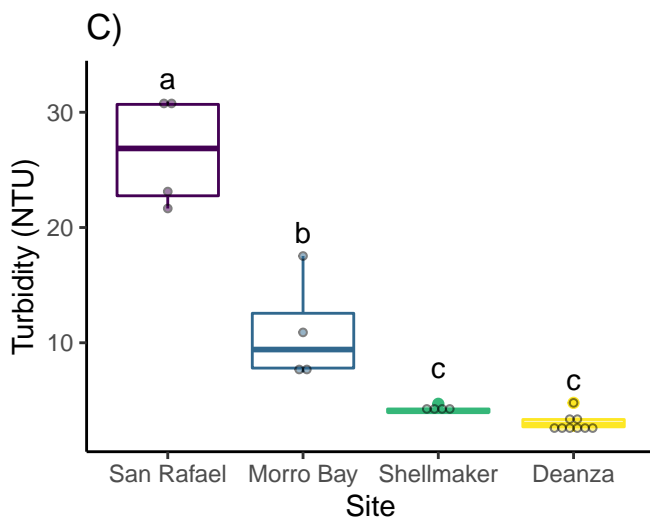 C)
a
b
c
c
Turbidity (NTU)
30
20
10
San Rafael Morro Bay Shellmaker Deanza
Site